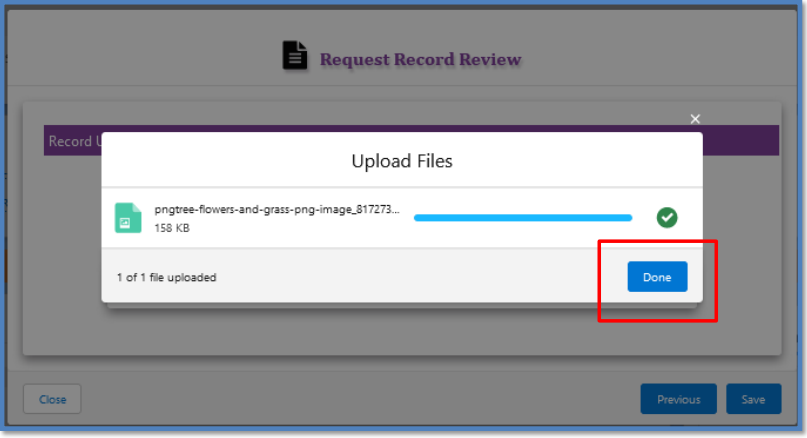 Request Record Review
Record U
Upload Files
pngtree-flowers-and-grass-png-image_817273...
158 KB
1 of 1 file uploaded
Done
Close
Previous
Save